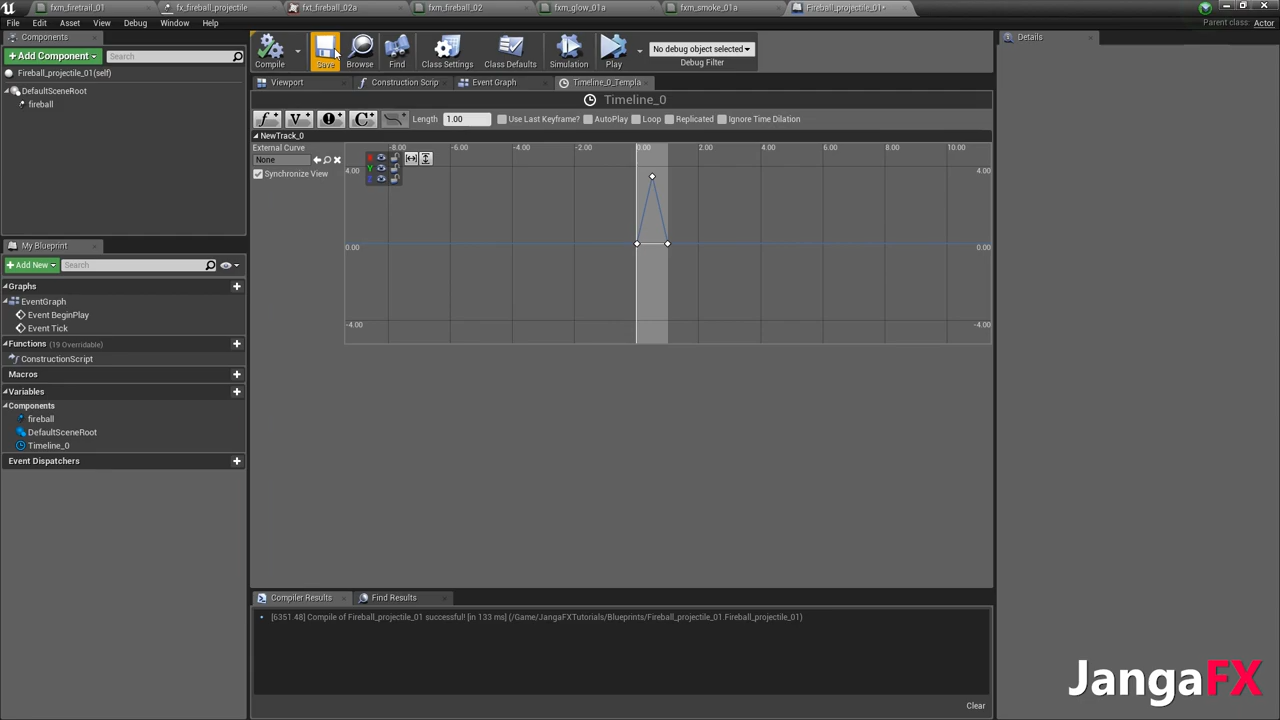 fxm_firetrail_01
fx_fireball_projectile
fxt_fireball_02a
fxm_fireball_02
fxm_glow_01a
fxm_smoke_01a
Fireball_projectile_01*
File Edit Asset View Debug Window Help
Parent class: Actor
Components
+ Add Component
Search
Fireball_projectile_01(self)
DefaultSceneRoot
fireball
Compile
Save
Browse
Find
Class Settings
Class Defaults
Simulation
Play
No debug object selected
Debug Filter
Details
Viewport
Construction Scrip
Event Graph
Timeline_0_Templa
Timeline_0
Length 1.00 Use Last Keyframe? AutoPlay Loop Replicated Ignore Time Dilation
NewTrack_0
External Curve
None
Synchronize View
-8.00 -6.00 -4.00 -2.00 0.00 2.00 4.00 6.00 8.00 10.00
4.00 4.00
0.00 0.00
-4.00 -4.00
My Blueprint
+ Add New
Search
Graphs
EventGraph
Event BeginPlay
Event Tick
Functions (19 Overridable)
ConstructionScript
Macros
Variables
Components
fireball
DefaultSceneRoot
Timeline_0
Event Dispatchers
Compiler Results
Find Results
[6351.48] Compile of Fireball_projectile_01 successful! [in 133 ms] (/Game/JangaFXTutorials/Blueprints/Fireball_projectile_01.Fireball_projectile_01)
Clear
JangaFX